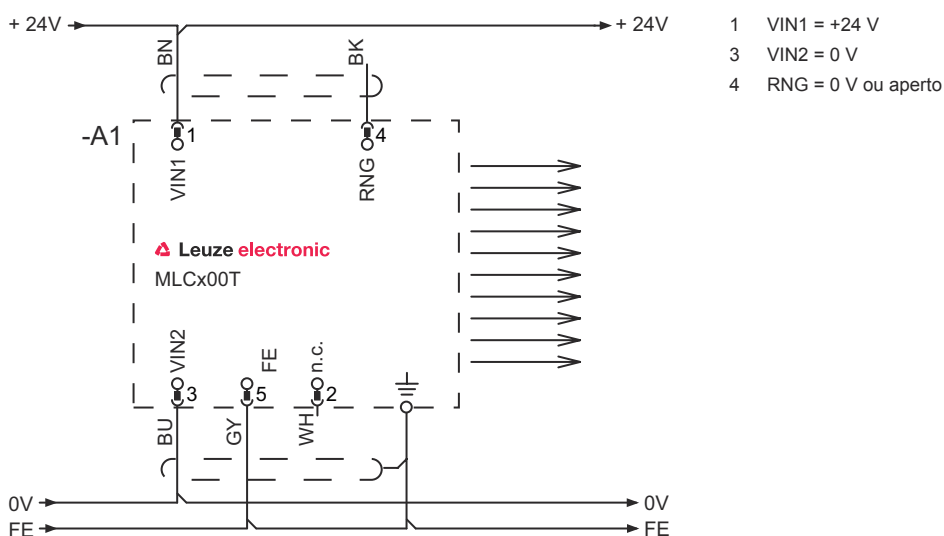 + 24V
+ 24V
1 VIN1 = +24 V
3 VIN2 = 0 V
4 RNG = 0 V ou aperto
BN
BK
-A1
1
4
VIN1
RNG
Leuze electronic
MLCx00T
VIN2
FE
n.c.
3
5
2
BU
GY
WH
0V
0V
FE
FE